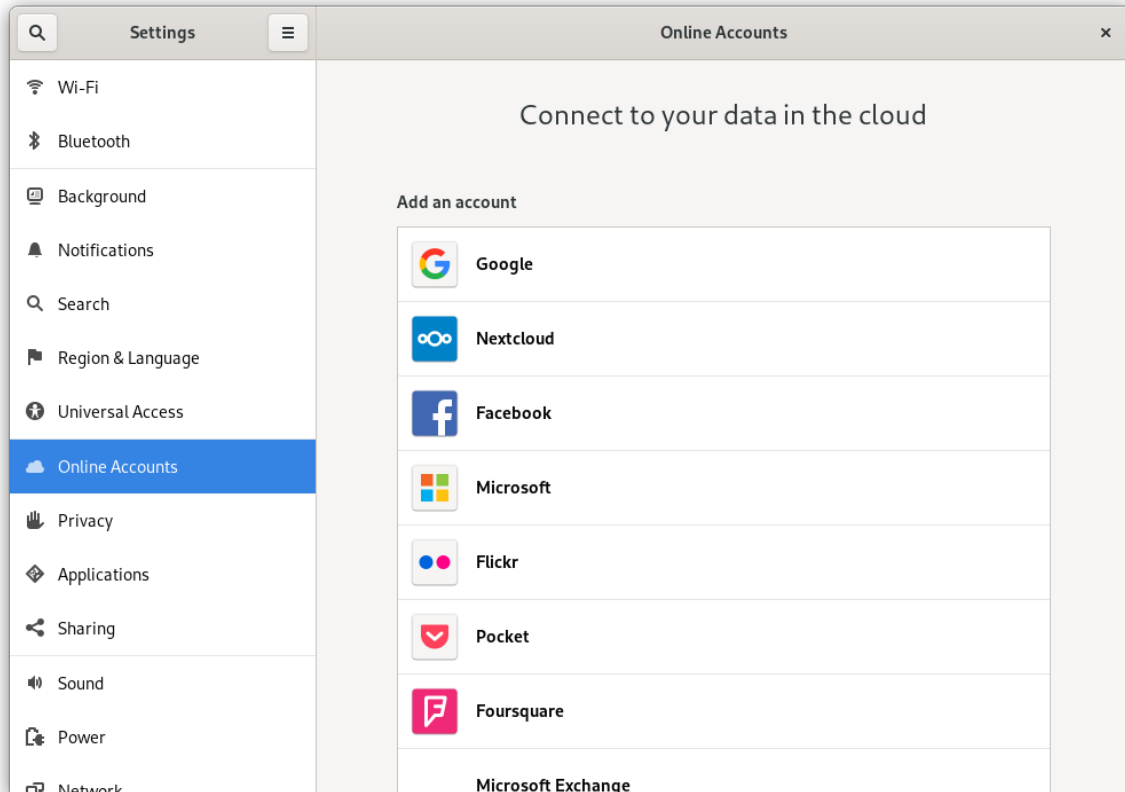 Settings
Online Accounts
Wi-Fi
Bluetooth
Background
Notifications
Search
Region & Language
Universal Access
Online Accounts
Privacy
Applications
Sharing
Sound
Power
Network
Connect to your data in the cloud
Add an account
Google
Nextcloud
Facebook
Microsoft
Flickr
Pocket
Foursquare
Microsoft Exchange